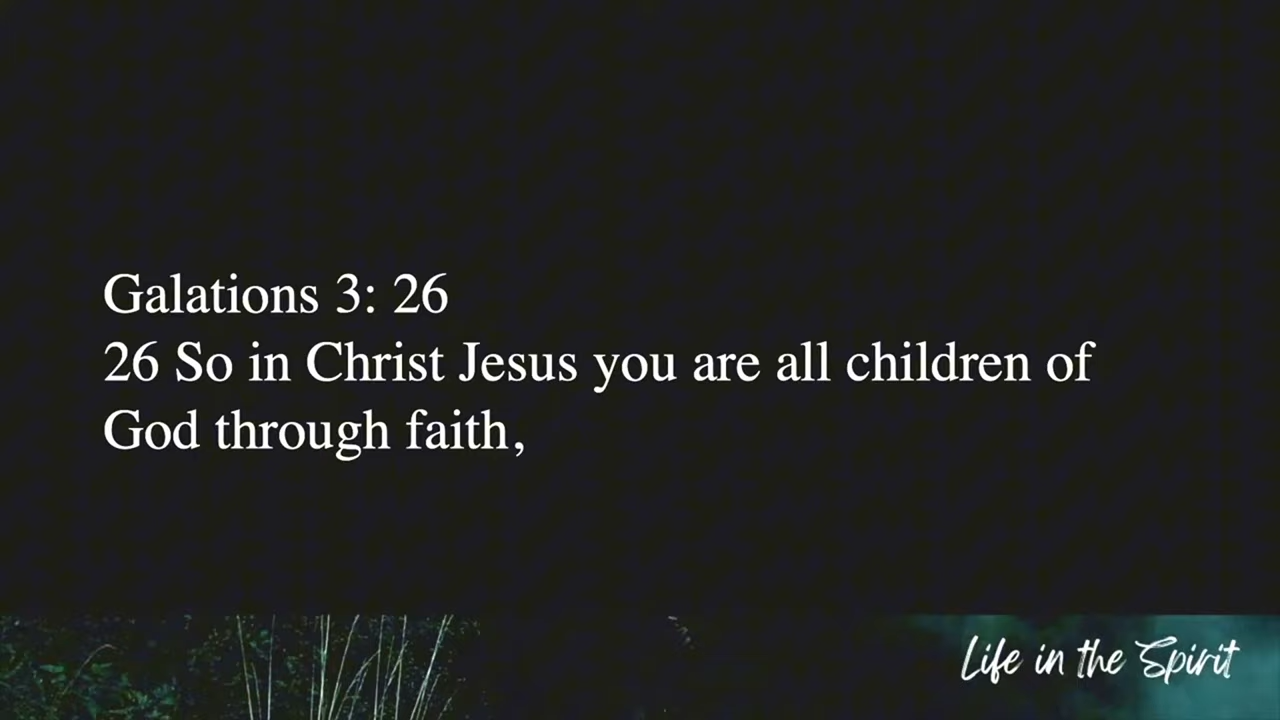 Galations 3: 26
26 So in Christ Jesus you are all children of
God through faith,
Life in the Spirit